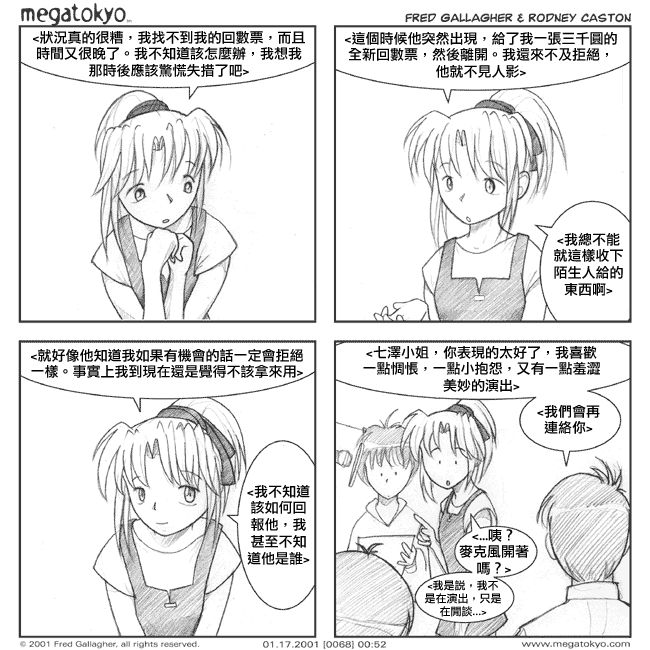 megatokyo™
FRED GALLAGHER & RODNEY CASTON
<狀況真的很糟，我找不到我的回數票，而且
時間又很晚了。我不知道該怎麼辦，我想我
那時後應該驚慌失措了吧>
<這個時候他突然出現，給了我一張三千圓的
全新回數票，然後離開。我還來不及拒絕，
他就不見人影>
<我總不能
就這樣收下
陌生人給的
東西啊>
<就好像他知道我如果有機會的話一定會拒絕
一樣。事實上我到現在還是覺得不該拿來用>
<我不知道
該如何回
報他，我
甚至不知
道他是誰>
<七澤小姐，你表現的太好了，我喜歡
一點惆悵，一點小抱怨，又有一點羞澀
美妙的演出>
<我們會再
連絡你>
<...咦？
麥克風開著
嗎？>
<我是說，我不
是在演出，只是
在閒談...>
© 2001 Fred Gallagher, all rights reserved.
01.17.2001 [0068] 00:52
www.megatokyo.com